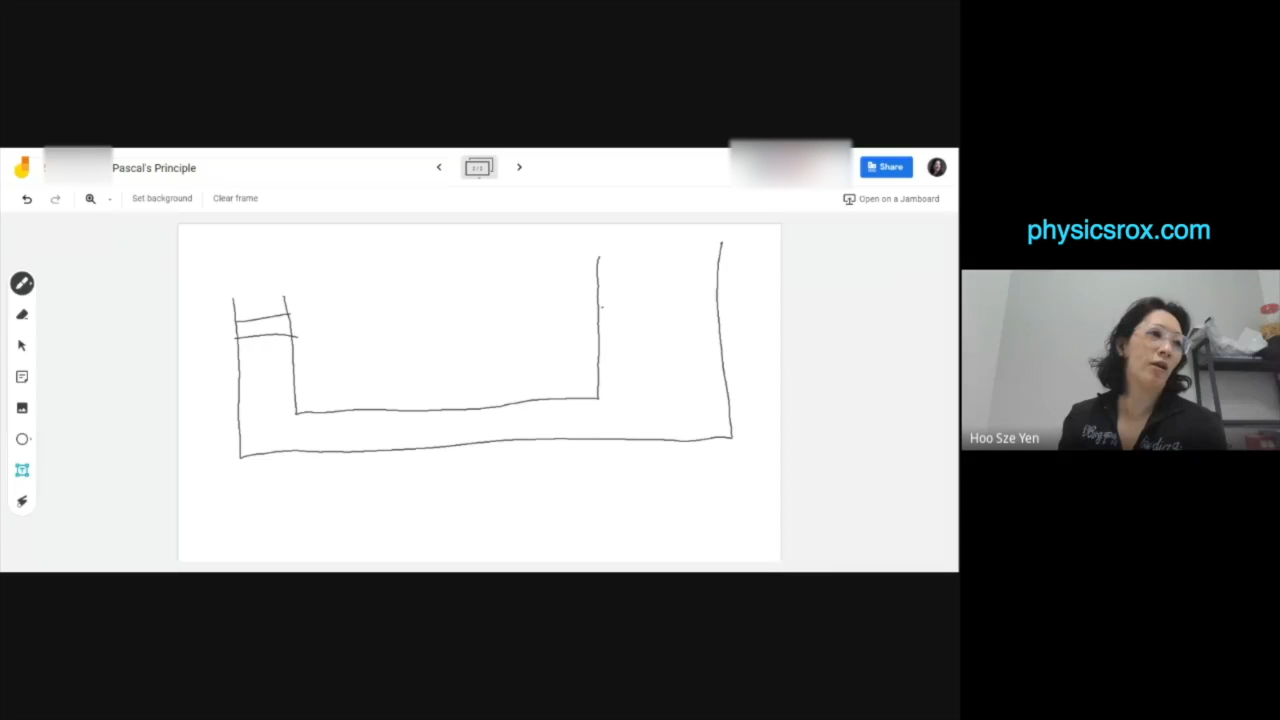 Pascal's Principle
Share
Set background
Clear frame
Open on a Jamboard
physicsrox.com
Hoo Sze Yen